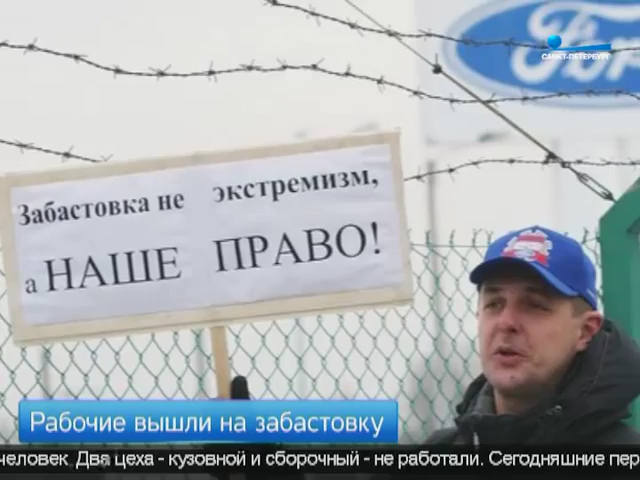 Ford
САНКТ-ПЕТЕРБУРГ
Забастовка не экстремизм,
а НАШЕ ПРАВО!
Рабочие вышли на забастовку
человек. Два цеха - кузовной и сборочный - не работали. Сегодняшние пер